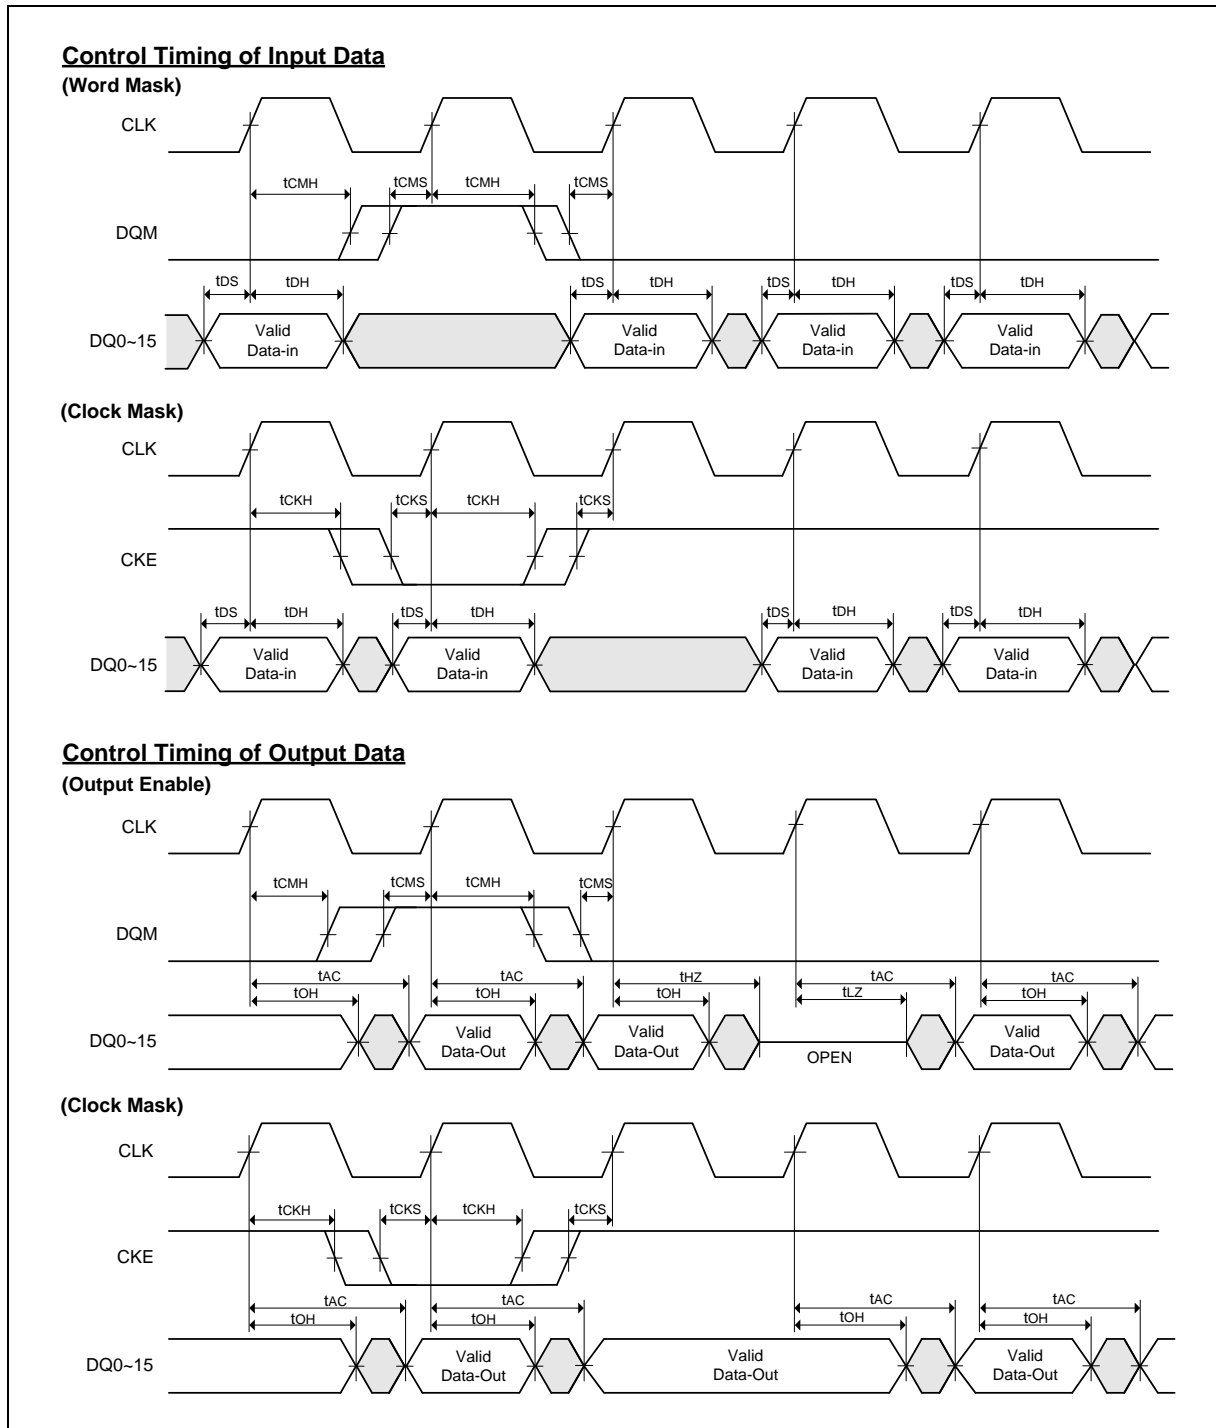 Control Timing of Input Data
(Word Mask)
CLK
tCMH tCMS tCMH tCMS
DQM
tDS tDH tDS tDH tDS tDH tDS tDH
DQ0~15
Valid Data-in
Valid Data-in
Valid Data-in
Valid Data-in
(Clock Mask)
CLK
tCKH tCKS tCKH tCKS
CKE
tDS tDH tDS tDH tDS tDH tDS tDH
DQ0~15
Valid Data-in
Valid Data-in
Valid Data-in
Valid Data-in
Control Timing of Output Data
(Output Enable)
CLK
tCMH tCMS tCMH tCMS
DQM
tAC tAC tHZ tAC tAC
tOH tOH tOH tLZ tOH
DQ0~15
Valid Data-Out
Valid Data-Out
OPEN
Valid Data-Out
(Clock Mask)
CLK
tCKH tCKS tCKH tCKS
CKE
tAC tAC tAC tAC
tOH tOH tOH tOH
DQ0~15
Valid Data-Out
Valid Data-Out
Valid Data-Out